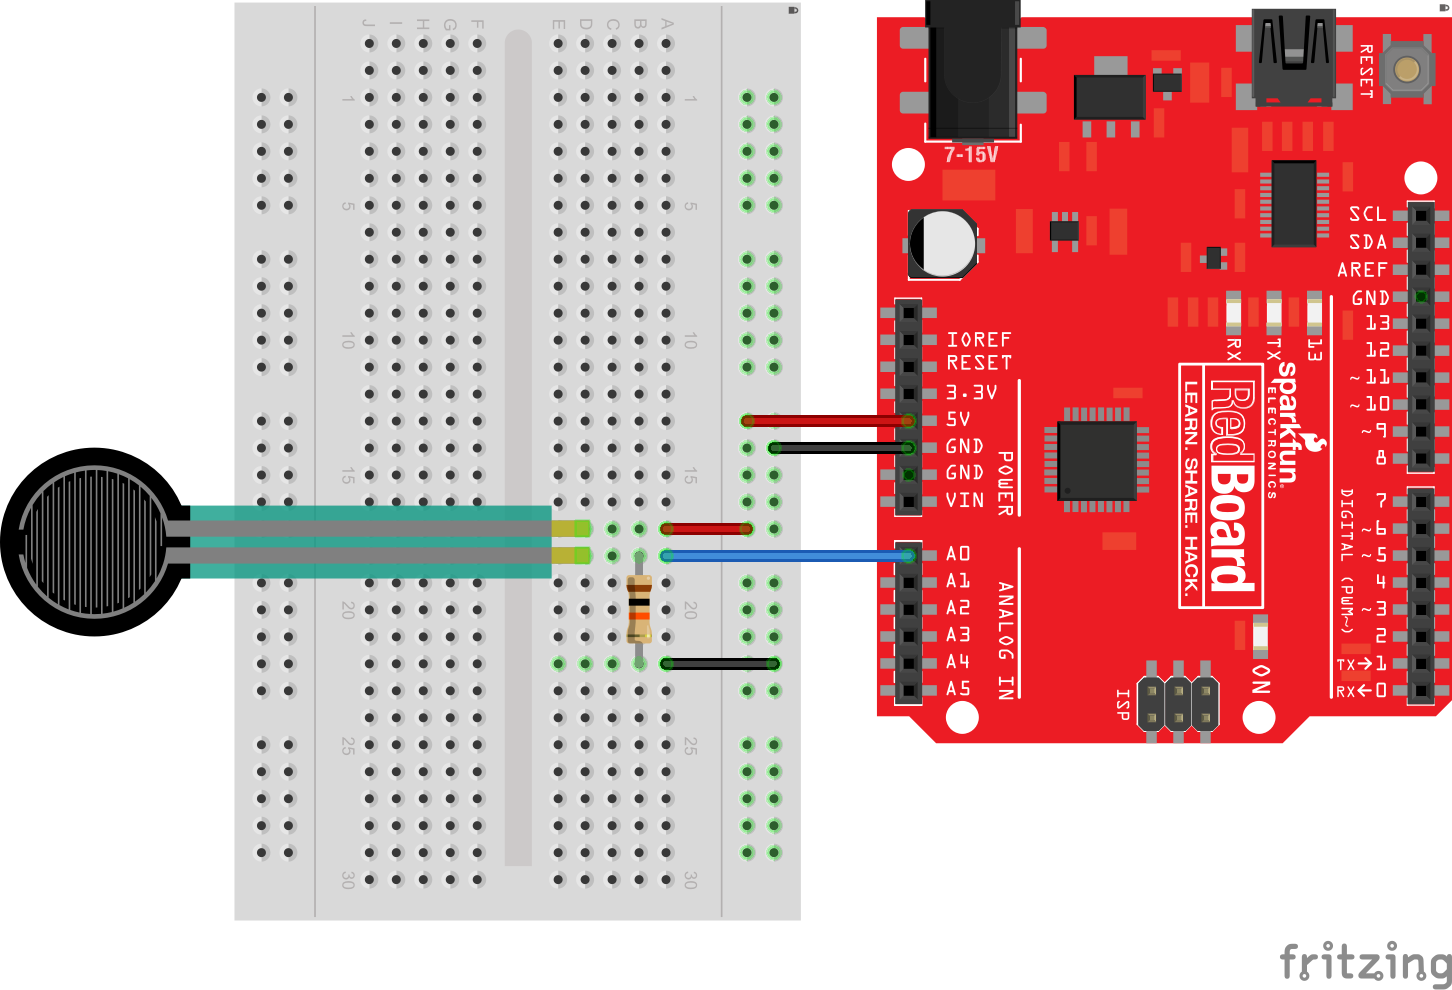 J I H G F E D C B A
1 1
5 5
10 10
15 15
20 20
25 25
30 30
7-15V
RESET
SCL
SDA
AREF
GND
13
12
~11
~10
~9
8
7
~6
~5
4
~3
2
TX→1
RX←0
DIGITAL (PWM~)
IOREF
RESET
3.3V
5V
GND
GND
VIN
POWER
A0
A1
A2
A3
A4
A5
ANALOG IN
RX
TX
13
sparkfun
ELECTRONICS
RedBoard
LEARN. SHARE. HACK.
ON
ISP
fritzing